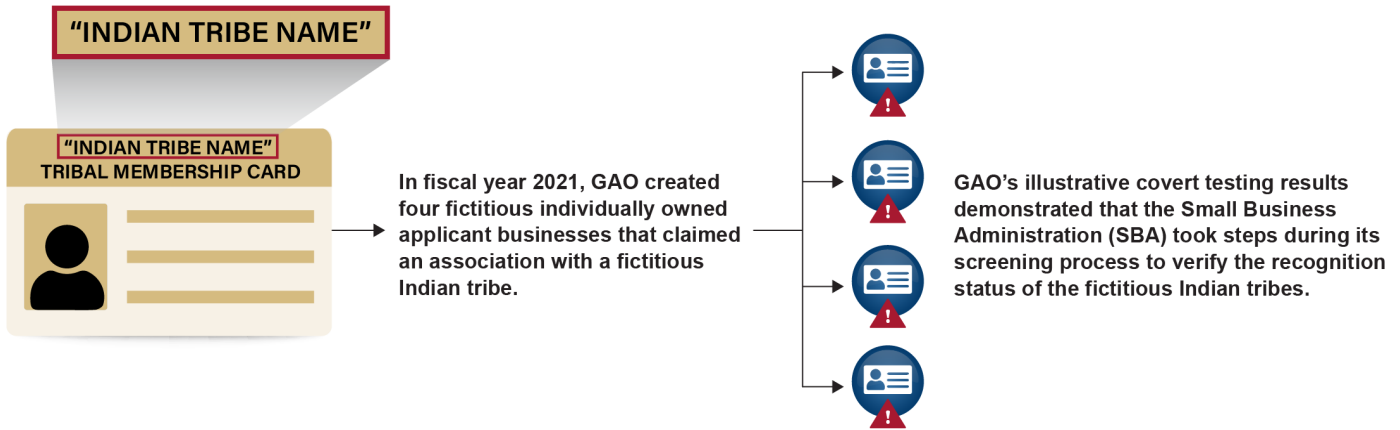 “INDIAN TRIBE NAME”
“INDIAN TRIBE NAME”
TRIBAL MEMBERSHIP CARD
In fiscal year 2021, GAO created
four fictitious individually owned
applicant businesses that claimed
an association with a fictitious
Indian tribe.
!
!
!
!
GAO’s illustrative covert testing results
demonstrated that the Small Business
Administration (SBA) took steps during its
screening process to verify the recognition
status of the fictitious Indian tribes.